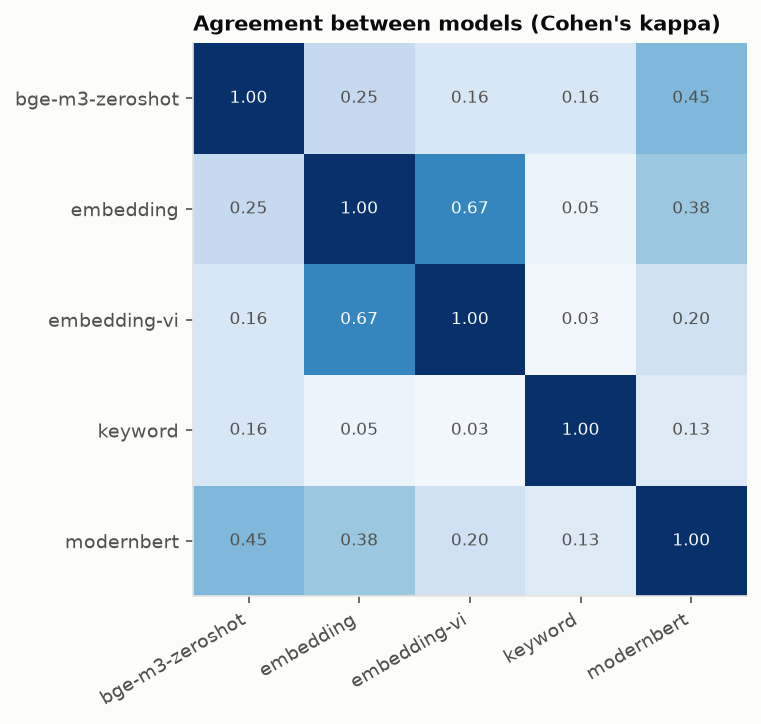 Agreement between models (Cohen's kappa)
bge-m3-zeroshot 1.00 0.25 0.16 0.16 0.45
embedding 0.25 1.00 0.67 0.05 0.38
embedding-vi 0.16 0.67 1.00 0.03 0.20
keyword 0.16 0.05 0.03 1.00 0.13
modernbert 0.45 0.38 0.20 0.13 1.00
bge-m3-zeroshot embedding embedding-vi keyword modernbert